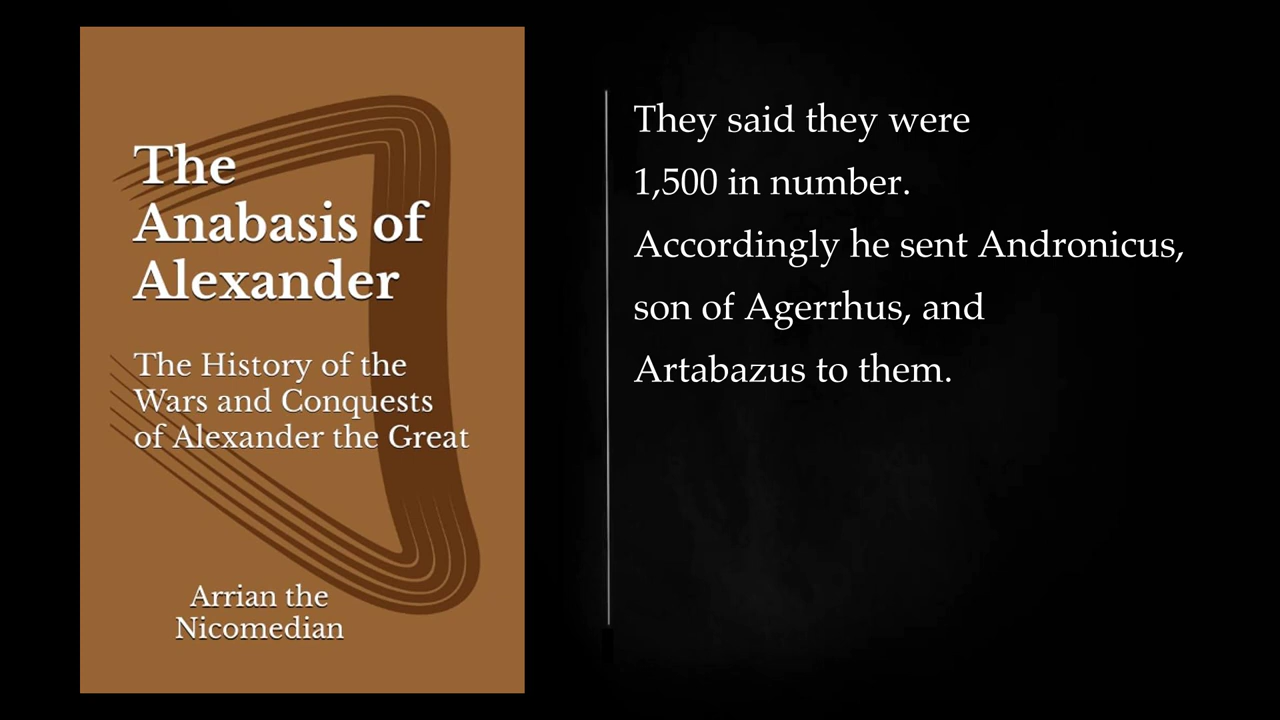 The
Anabasis of
Alexander
The History of the
Wars and Conquests
of Alexander the Great
Arrian the
Nicomedian
They said they were
1,500 in number.
Accordingly he sent Andronicus,
son of Agerrhus, and
Artabazus to them.